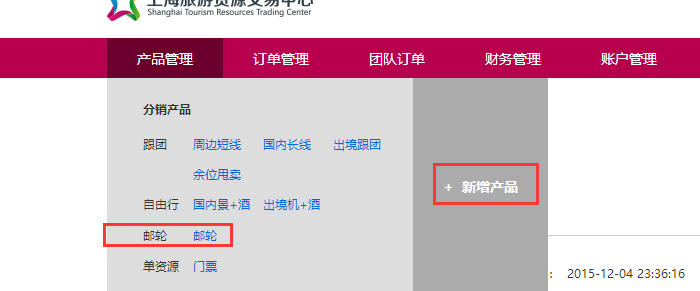 上海旅游资源交易中心
Shanghai Tourism Resources Trading Center
产品管理 订单管理 团队订单 财务管理 账户管理
分销产品
跟团 周边短线 国内长线 出境跟团
余位甩卖
+ 新增产品
自由行 国内景+酒 出境机+酒
邮轮 邮轮
单资源 门票
: 2015-12-04 23:36:16